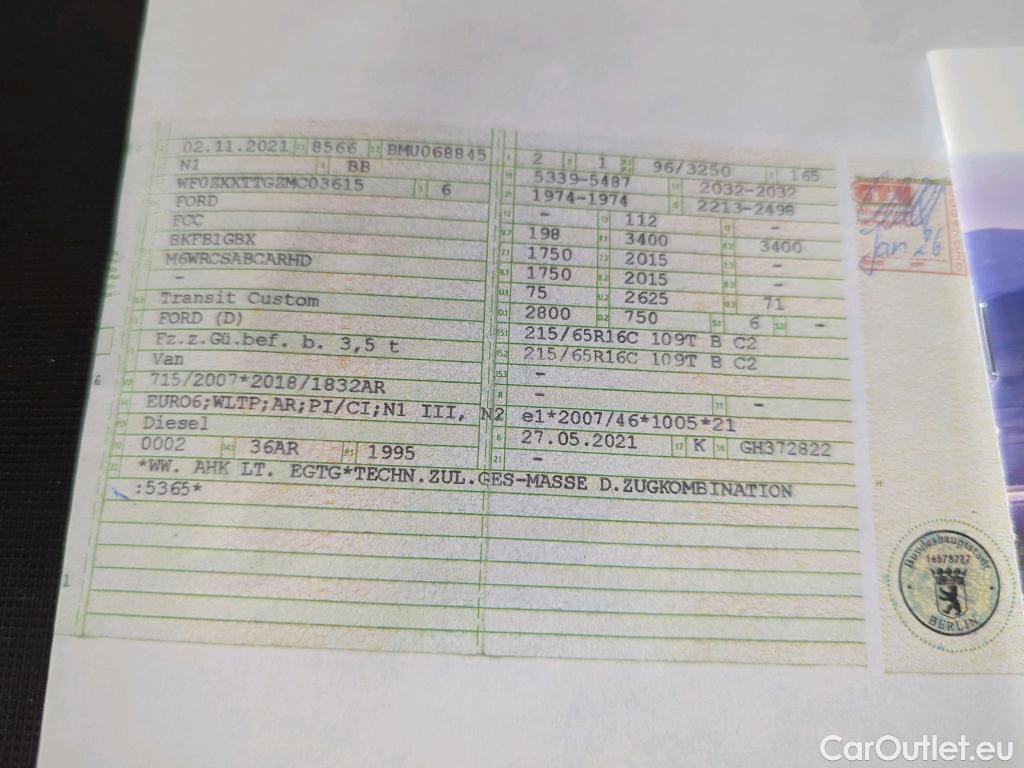 02.11.2021 8566 BMU068845
N1 BB
WF0ZXXTTGZMC03615 6
FORD
FCC
BKFB1GBX
M6WRCSABCARHD
-
Transit Custom
FORD (D)
Fz.z.Gü.bef. b. 3,5 t
Van
715/2007*2018/1832AR
EURO6;WLTP;AR;PI/CI;N1 III, N2
Diesel
0002 36AR 1995
*WW. AHK LT. EGTG*TECHN.ZUL.GES-MASSE D.ZUGKOMBINATION
:5365*
2 1 96/3250 165
5339-5487 2032-2032
1974-1974 2213-2498
- 112 -
198 3400 3400
1750 2015 -
1750 2015 -
75 2625 71
2800 750 6 -
215/65R16C 109T B C2
215/65R16C 109T B C2
-
- -
e1*2007/46*1005*21
27.05.2021 K GH372822
-
Jan 26
Bundeshauptstadt
16578727
BERLIN
CarOutlet.eu